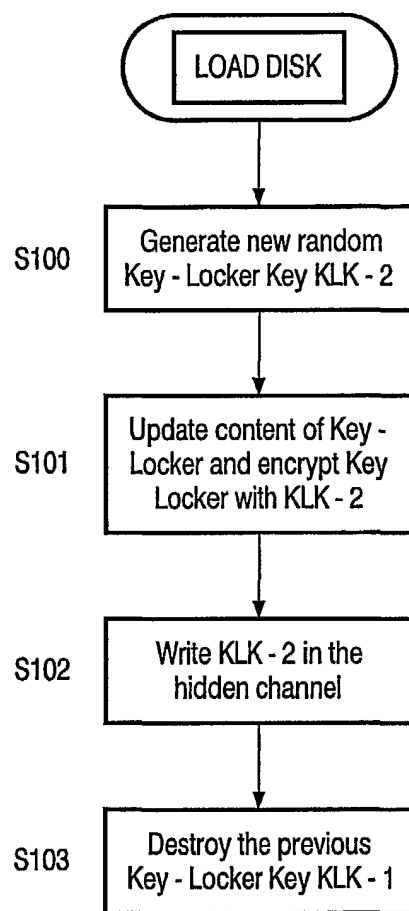 LOAD DISK
S100
Generate new random
Key - Locker Key KLK - 2
S101
Update content of Key -
Locker and encrypt Key
Locker with KLK - 2
S102
Write KLK - 2 in the
hidden channel
S103
Destroy the previous
Key - Locker Key KLK - 1